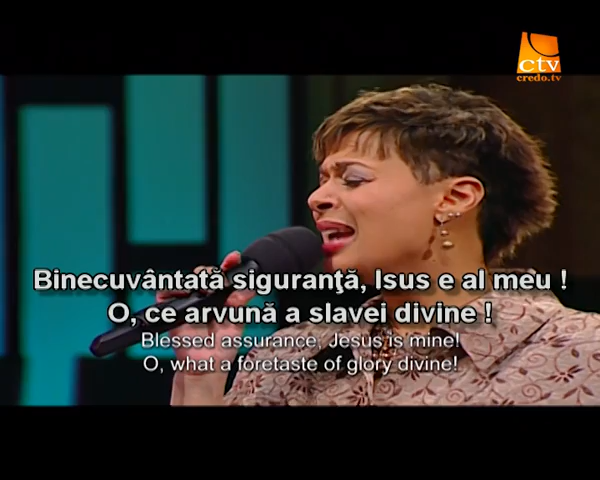 ctv
credo.tv
Binecuvântată siguranţă, Isus e al meu !
O, ce arvună a slavei divine !
Blessed assurance, Jesus is mine!
O, what a foretaste of glory divine!